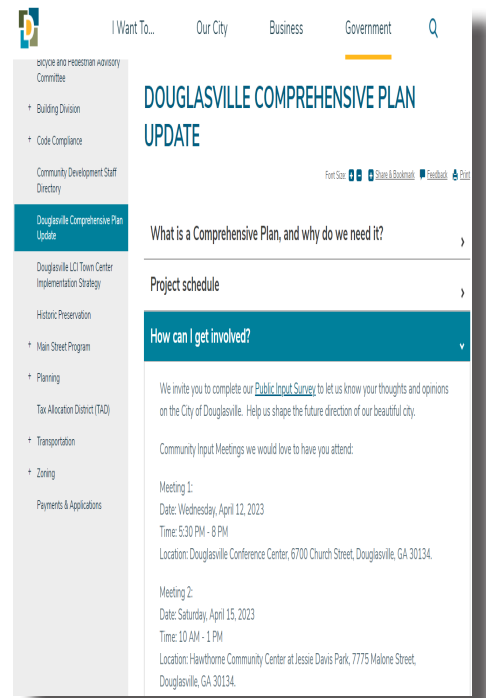 I Want To...
Our City
Business
Government
Bicycle and Pedestrian Advisory
Committee
+ Building Division
+ Code Compliance
Community Development Staff
Directory
Douglasville Comprehensive Plan
Update
Douglasville LCI Town Center
Implementation Strategy
Historic Preservation
+ Main Street Program
+ Planning
Tax Allocation District (TAD)
+ Transportation
+ Zoning
Payments & Applications
DOUGLASVILLE COMPREHENSIVE PLAN
UPDATE
Font Size: + - + Share & Bookmark Feedback Print
What is a Comprehensive Plan, and why do we need it?
Project schedule
How can I get involved?
We invite you to complete our Public Input Survey to let us know your thoughts and opinions
on the City of Douglasville. Help us shape the future direction of our beautiful city.
Community Input Meetings we would love to have you attend:
Meeting 1:
Date: Wednesday, April 12, 2023
Time: 5:30 PM - 8 PM
Location: Douglasville Conference Center, 6700 Church Street, Douglasville, GA 30134.
Meeting 2:
Date: Saturday, April 15, 2023
Time: 10 AM - 1 PM
Location: Hawthorne Community Center at Jessie Davis Park, 7775 Malone Street,
Douglasville, GA 30134.